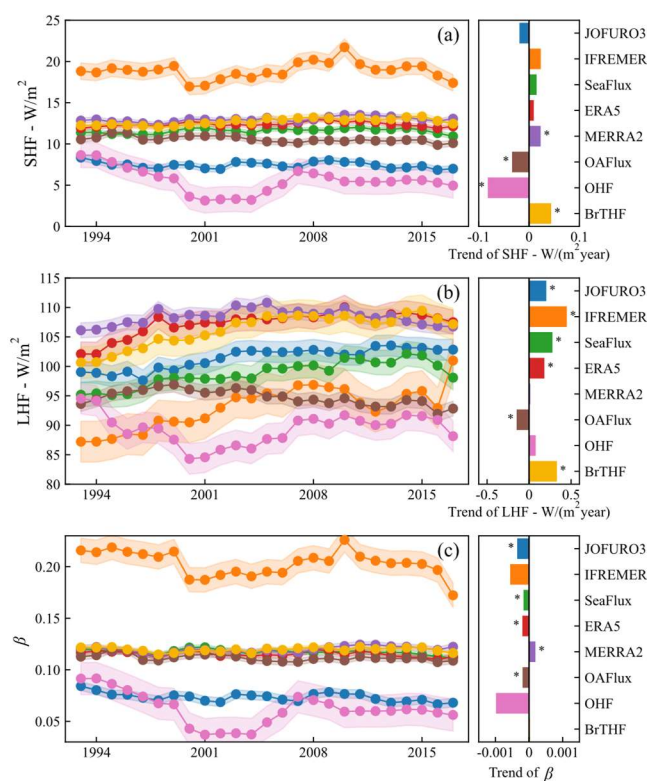 (a)
SHF - W/m²
25
20
15
10
5
0
1994 2001 2008 2015
JOFURO3
IFREMER
SeaFlux
ERA5
MERRA2 *
OAFlux *
OHF *
BrTHF *
-0.1 0 0.1
Trend of SHF - W/(m² year)
(b)
LHF - W/m²
115
110
105
100
95
90
85
80
1994 2001 2008 2015
JOFURO3 *
IFREMER *
SeaFlux *
ERA5 *
MERRA2
OAFlux *
OHF
BrTHF *
-0.5 0 0.5
Trend of LHF - W/(m² year)
(c)
β
0.20
0.15
0.10
0.05
1994 2001 2008 2015
JOFURO3 *
IFREMER
SeaFlux *
ERA5 *
MERRA2 *
OAFlux *
OHF
BrTHF
-0.001 0 0.001
Trend of β